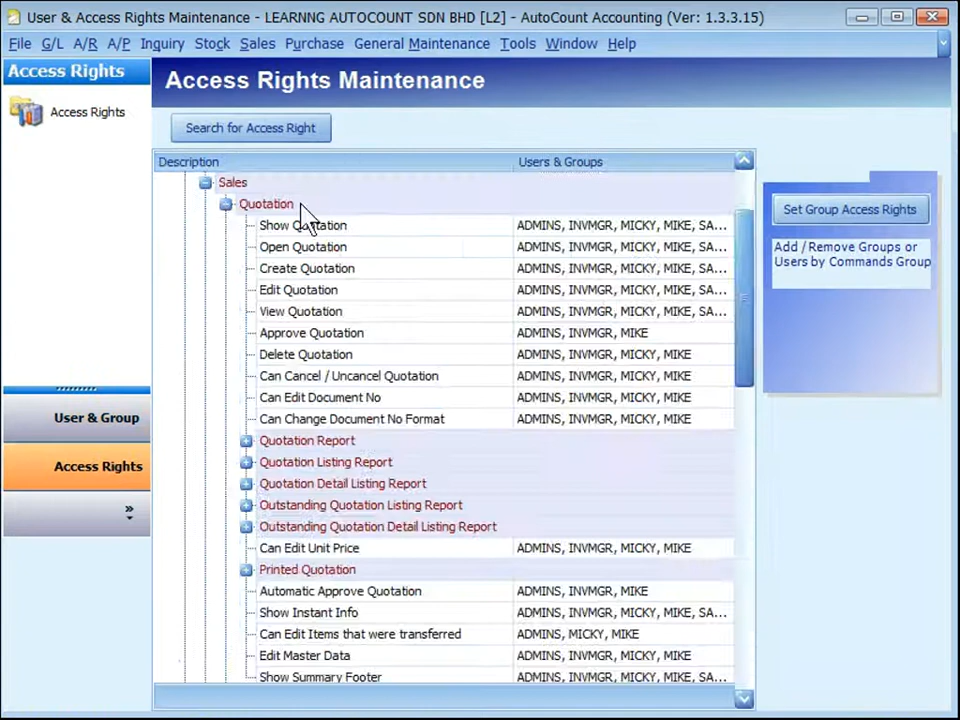 User & Access Rights Maintenance - LEARNNG AUTOCOUNT SDN BHD [L2] - AutoCount Accounting (Ver: 1.3.3.15)
File G/L A/R A/P Inquiry Stock Sales Purchase General Maintenance Tools Window Help
Access Rights
Access Rights Maintenance
Access Rights
Search for Access Right
Description Users & Groups
Sales
Quotation
Show Quotation ADMINS, INVMGR, MICKY, MIKE, SA...
Open Quotation ADMINS, INVMGR, MICKY, MIKE, SA...
Create Quotation ADMINS, INVMGR, MICKY, MIKE, SA...
Edit Quotation ADMINS, INVMGR, MICKY, MIKE, SA...
View Quotation ADMINS, INVMGR, MICKY, MIKE, SA...
Approve Quotation ADMINS, INVMGR, MIKE
Delete Quotation ADMINS, INVMGR, MICKY, MIKE
Can Cancel / Uncancel Quotation ADMINS, INVMGR, MICKY, MIKE
Can Edit Document No ADMINS, INVMGR, MICKY, MIKE
Can Change Document No Format ADMINS, INVMGR, MICKY, MIKE
Quotation Report
Quotation Listing Report
Quotation Detail Listing Report
Outstanding Quotation Listing Report
Outstanding Quotation Detail Listing Report
Can Edit Unit Price ADMINS, INVMGR, MICKY, MIKE
Printed Quotation
Automatic Approve Quotation ADMINS, INVMGR, MIKE
Show Instant Info ADMINS, INVMGR, MICKY, MIKE, SA...
Can Edit Items that were transferred ADMINS, MICKY, MIKE
Edit Master Data ADMINS, INVMGR, MICKY, MIKE
Show Summary Footer ADMINS, INVMGR, MICKY, MIKE, SA...
Set Group Access Rights
Add / Remove Groups or
Users by Commands Group
User & Group
Access Rights